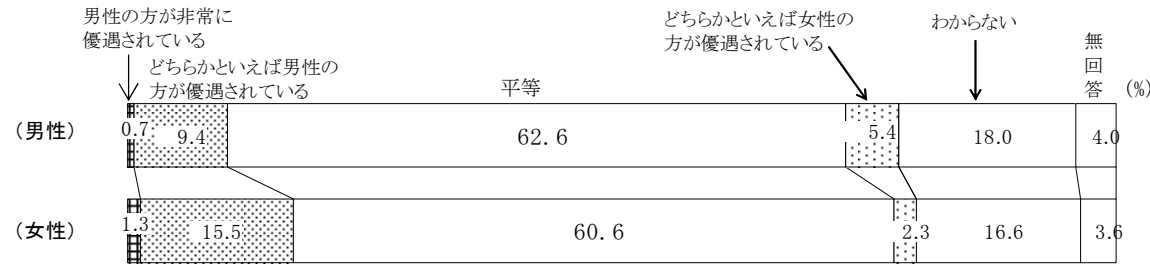 男性の方が非常に
優遇されている
どちらかといえば男性の
方が優遇されている
平等
どちらかといえば女性の
方が優遇されている
わからない
無回答
(%)
(男性)
0.7
9.4
62.6
5.4
18.0
4.0
(女性)
1.3
15.5
60.6
2.3
16.6
3.6